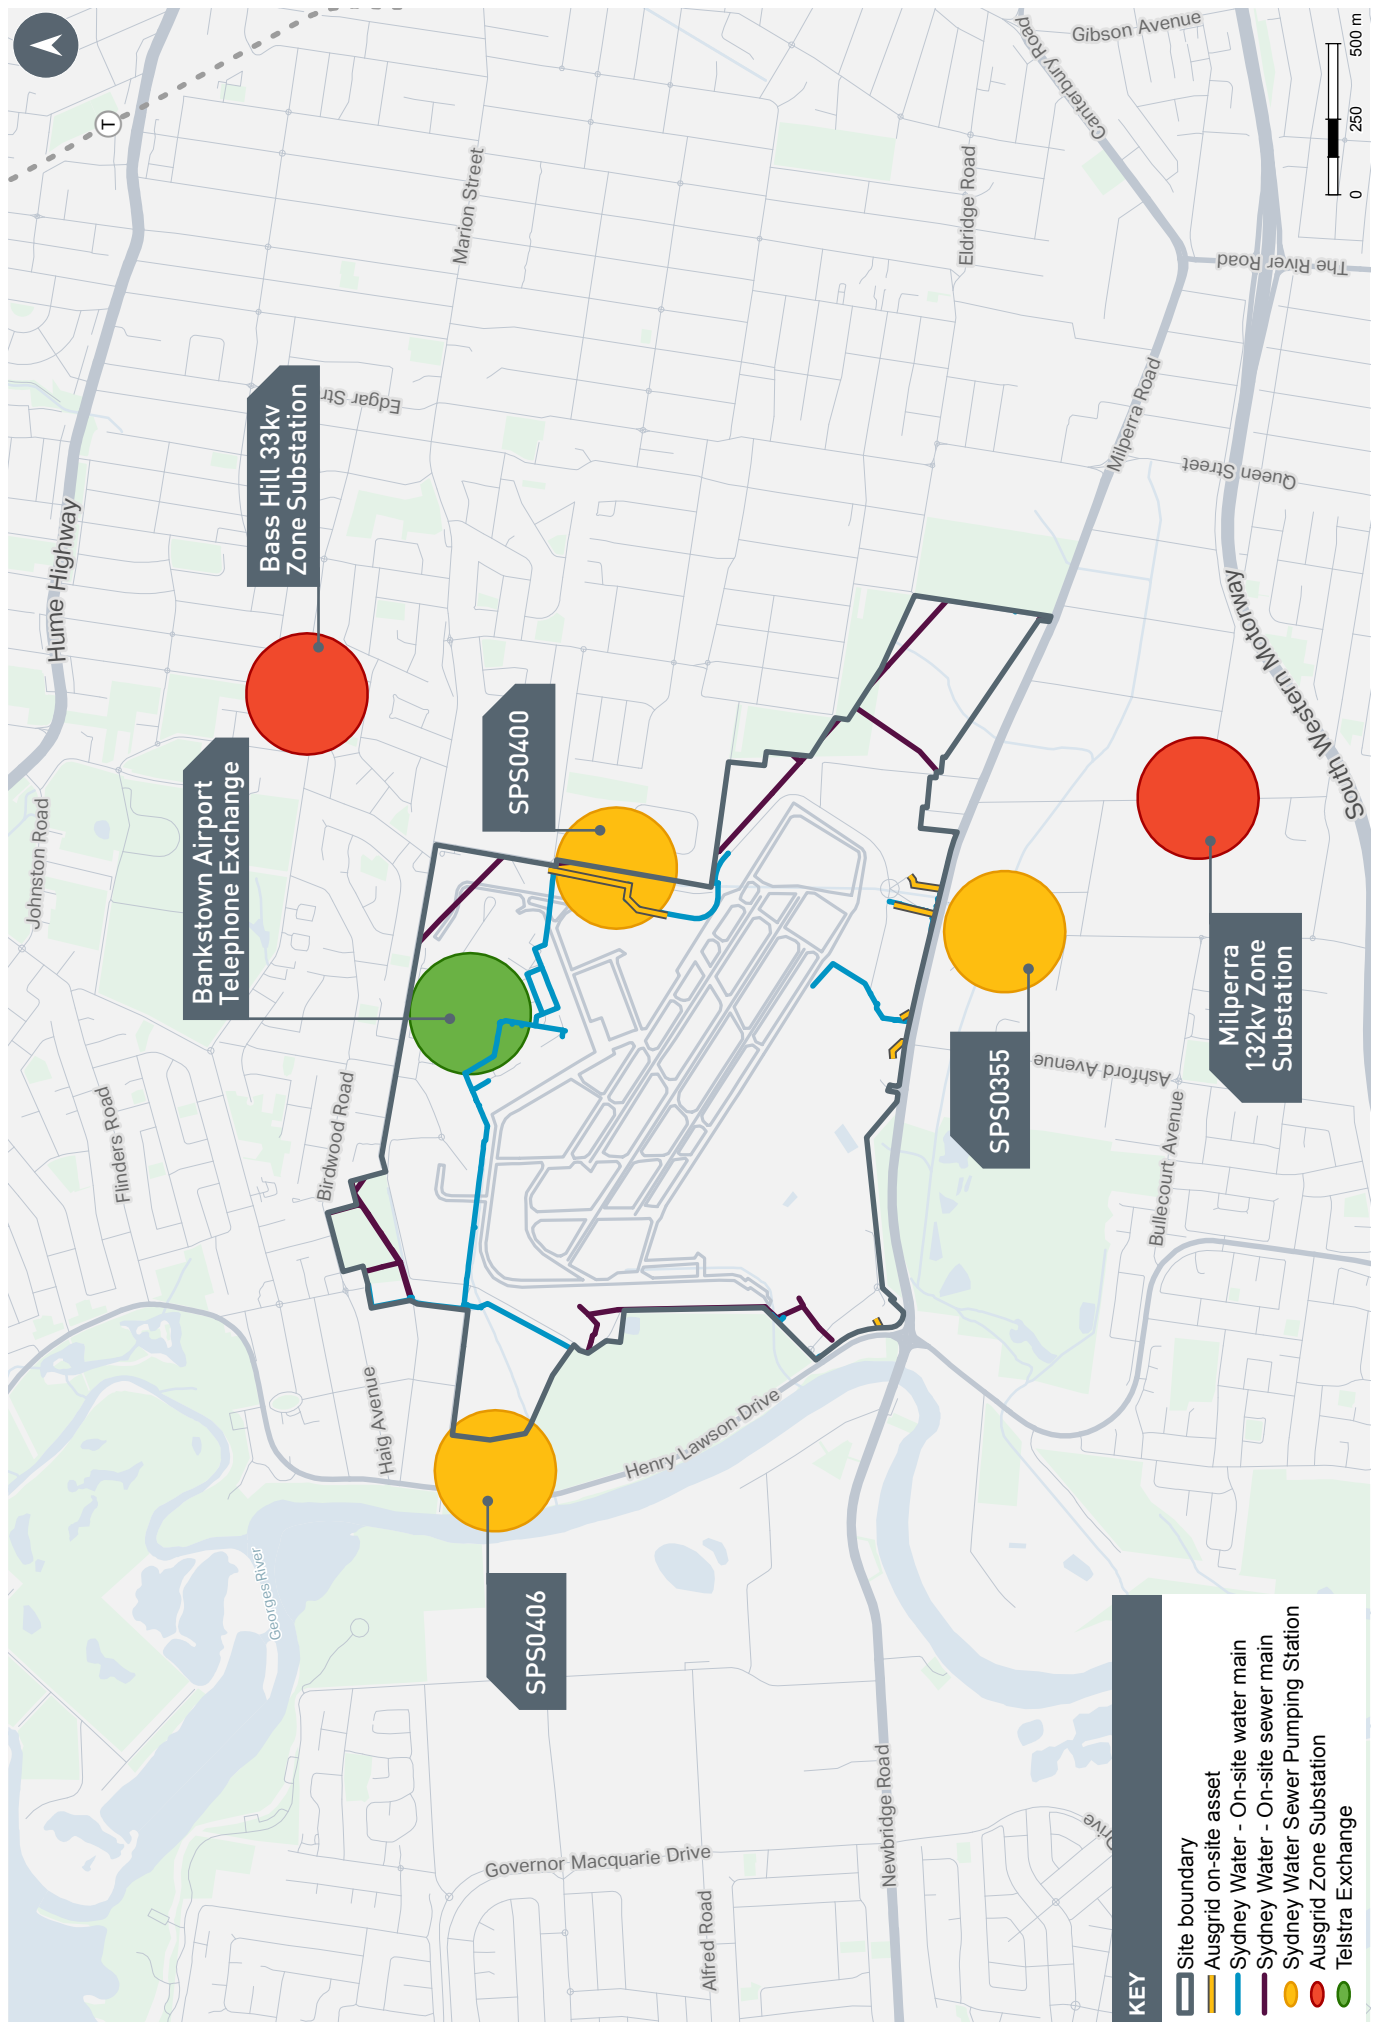 Hume Highway
Johnston Road
Flinders Road
Birdwood Road
Haig Avenue
Georges River
Bankstown Airport
Telephone Exchange
Bass Hill 33kv
Zone Substation
Edgar Str
Marion Street
SPS0400
SPS0406
Henry Lawson Drive
Governor Macquarie Drive
Alfred Road
Newbridge Road
Drive
Eldridge Road
Canterbury Road
Gibson Avenue
The River Road
Milperra Road
Queen Street
South Western Motorway
SPS0355
Ashford Avenue
Bullecourt Avenue
Milperra
132kv Zone
Substation
T
0
250
500 m
KEY
Site boundary
Ausgrid on-site asset
Sydney Water - On-site water main
Sydney Water - On-site sewer main
Sydney Water Sewer Pumping Station
Ausgrid Zone Substation
Telstra Exchange